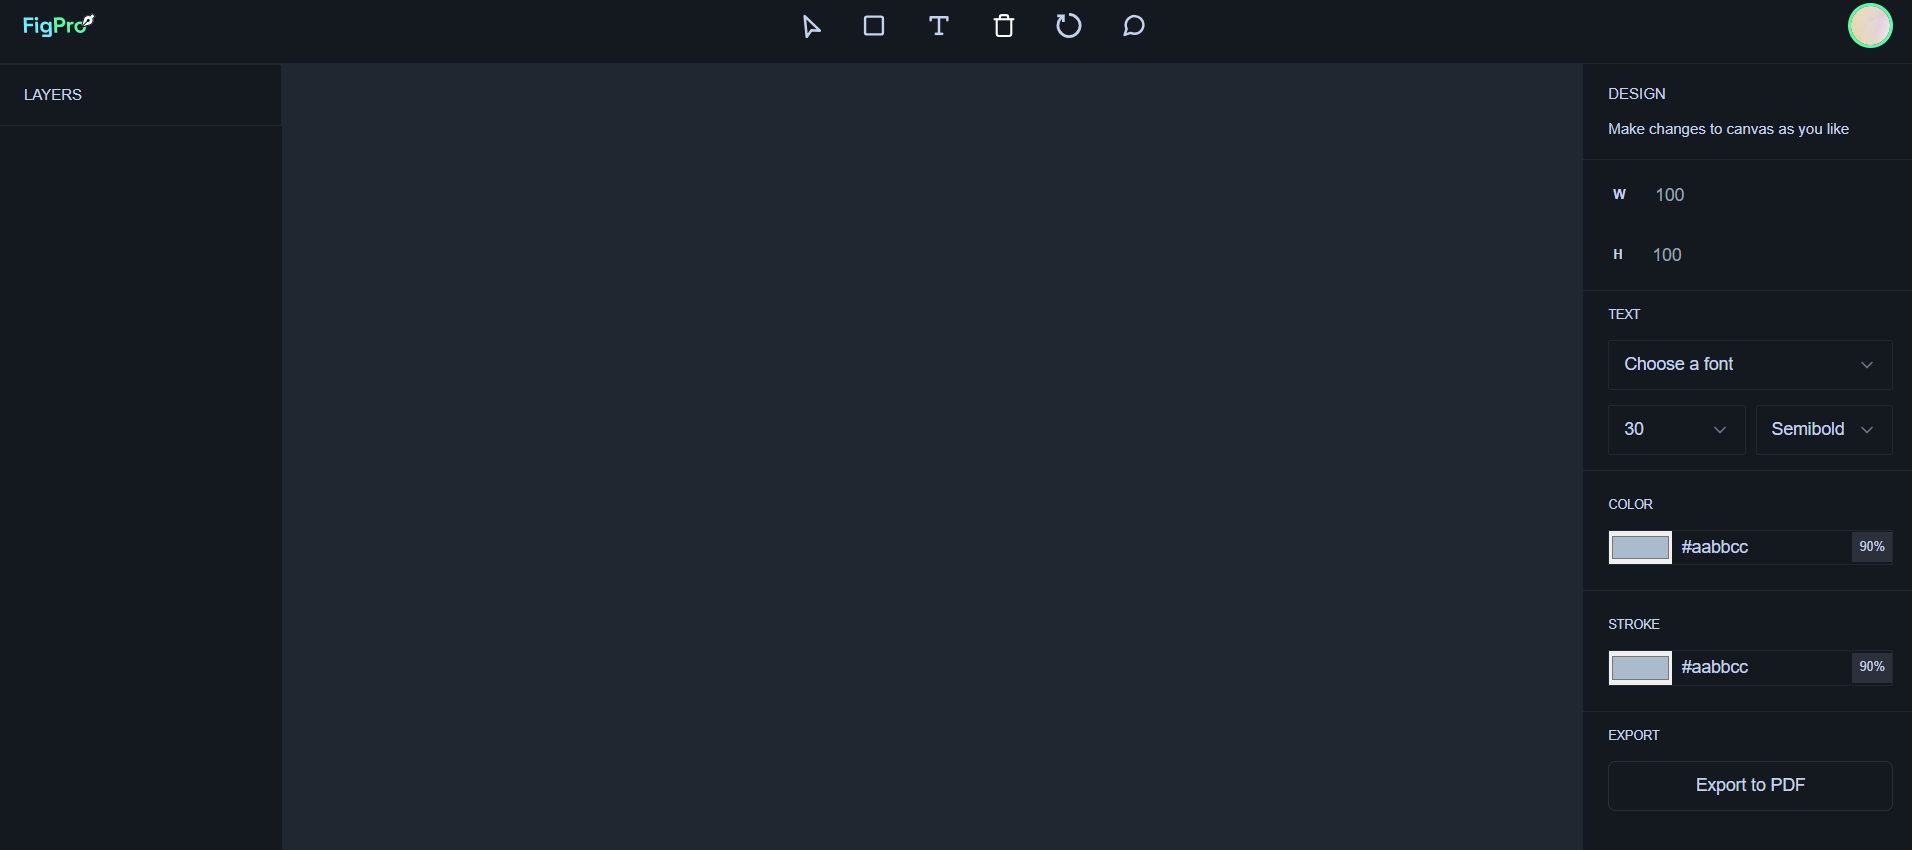 FigPro
LAYERS
DESIGN
Make changes to canvas as you like
W 100
H 100
TEXT
Choose a font
30 Semibold
COLOR
#aabbcc 90%
STROKE
#aabbcc 90%
EXPORT
Export to PDF